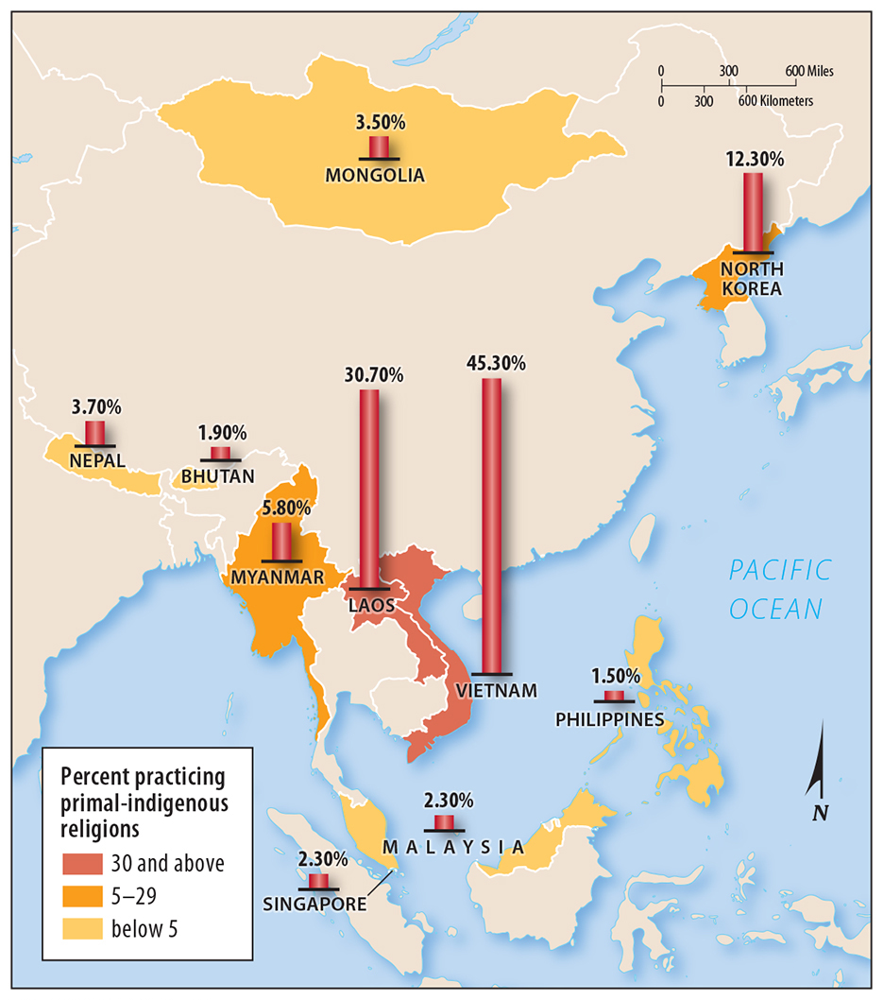 0 300 600 Miles
0 300 600 Kilometers
3.50%
MONGOLIA
12.30%
NORTH
KOREA
30.70%
LAOS
45.30%
VIETNAM
3.70%
NEPAL
1.90%
BHUTAN
5.80%
MYANMAR
PACIFIC
OCEAN
1.50%
PHILIPPINES
2.30%
MALAYSIA
2.30%
SINGAPORE
N
Percent practicing
primal-indigenous
religions
30 and above
5–29
below 5